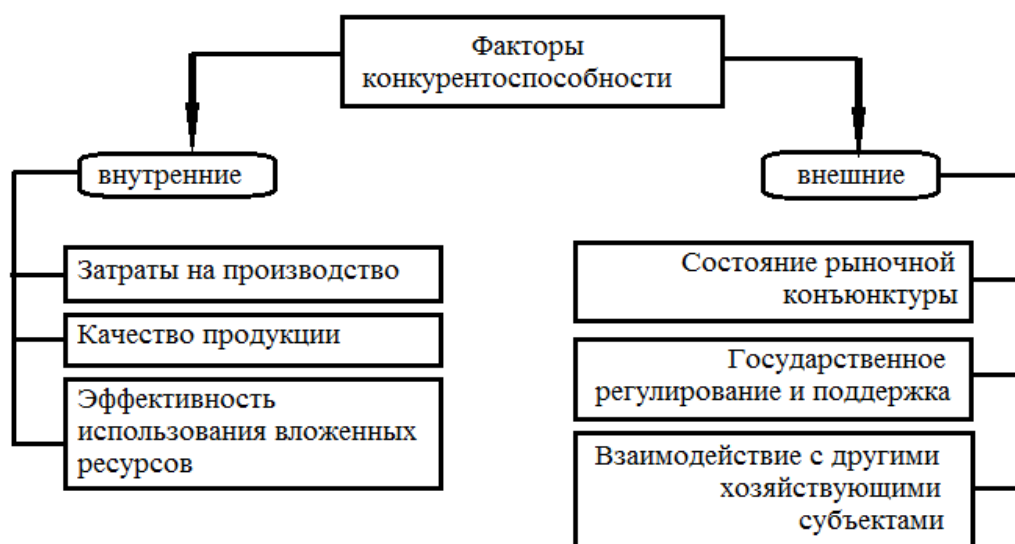 Факторы
конкурентоспособности
внутренние
внешние
Затраты на производство
Качество продукции
Эффективность
использования вложенных
ресурсов
Состояние рыночной
конъюнктуры
Государственное
регулирование и поддержка
Взаимодействие с другими
хозяйствующими
субъектами